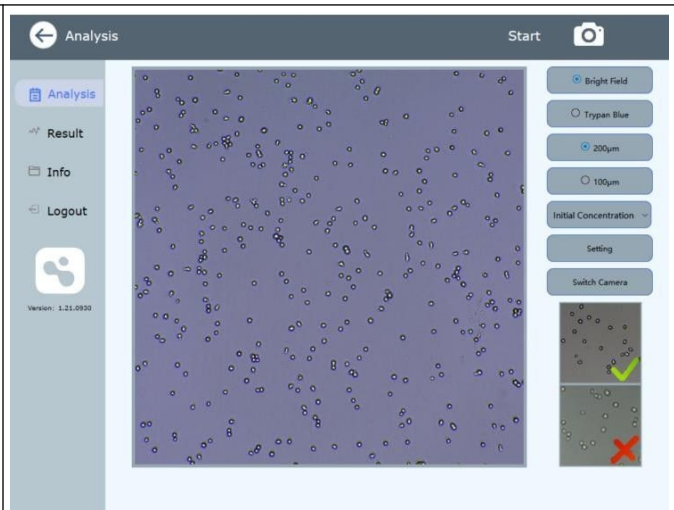 Analysis
Start
Analysis
Result
Info
Logout
Version: 1.21.0930
Bright Field
Trypan Blue
200μm
100μm
Initial Concentration
Setting
Switch Camera